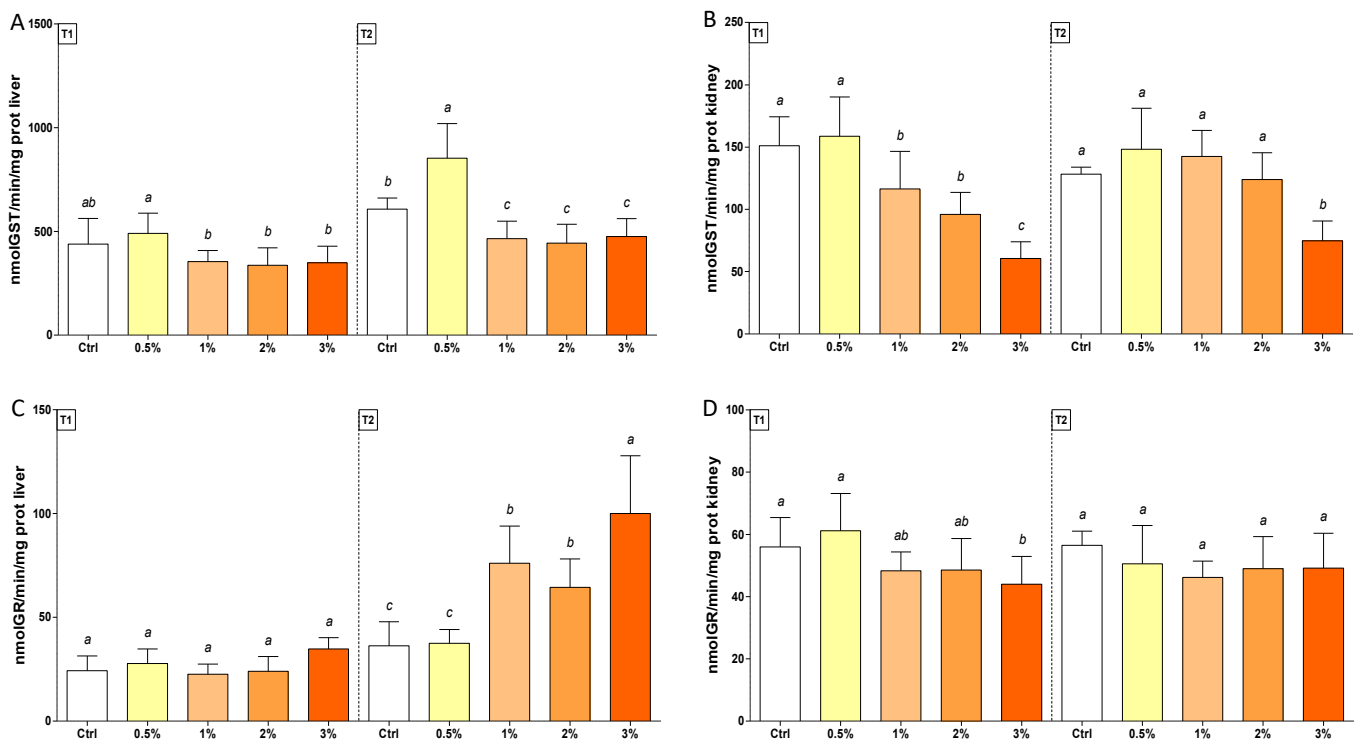 A
nmolGST/min/mg prot liver
1500
1000
500
0
T1
T2
ab
a
b
b
b
b
a
c
c
c
Ctrl
0.5%
1%
2%
3%
Ctrl
0.5%
1%
2%
3%
B
nmolGST/min/mg prot kidney
250
200
150
100
50
0
T1
T2
a
a
b
b
c
a
a
a
a
b
Ctrl
0.5%
1%
2%
3%
Ctrl
0.5%
1%
2%
3%
C
nmolGR/min/mg prot liver
150
100
50
0
T1
T2
a
a
a
a
a
c
c
b
b
a
Ctrl
0.5%
1%
2%
3%
Ctrl
0.5%
1%
2%
3%
D
nmolGR/min/mg prot kidney
100
80
60
40
20
0
T1
T2
a
a
ab
ab
b
a
a
a
a
a
Ctrl
0.5%
1%
2%
3%
Ctrl
0.5%
1%
2%
3%